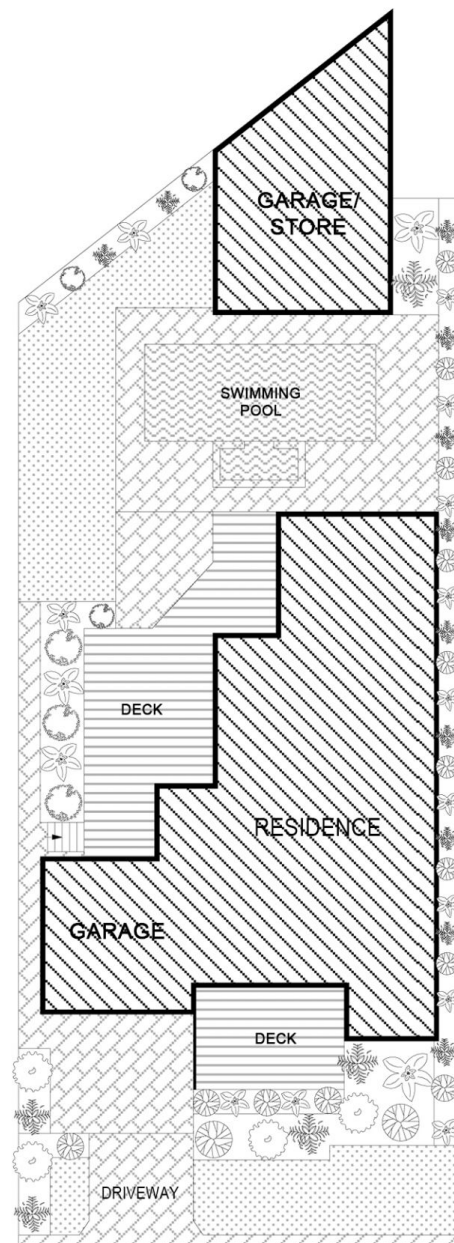 GARAGE/
STORE
SWIMMING
POOL
DECK
RESIDENCE
GARAGE
DECK
DRIVEWAY